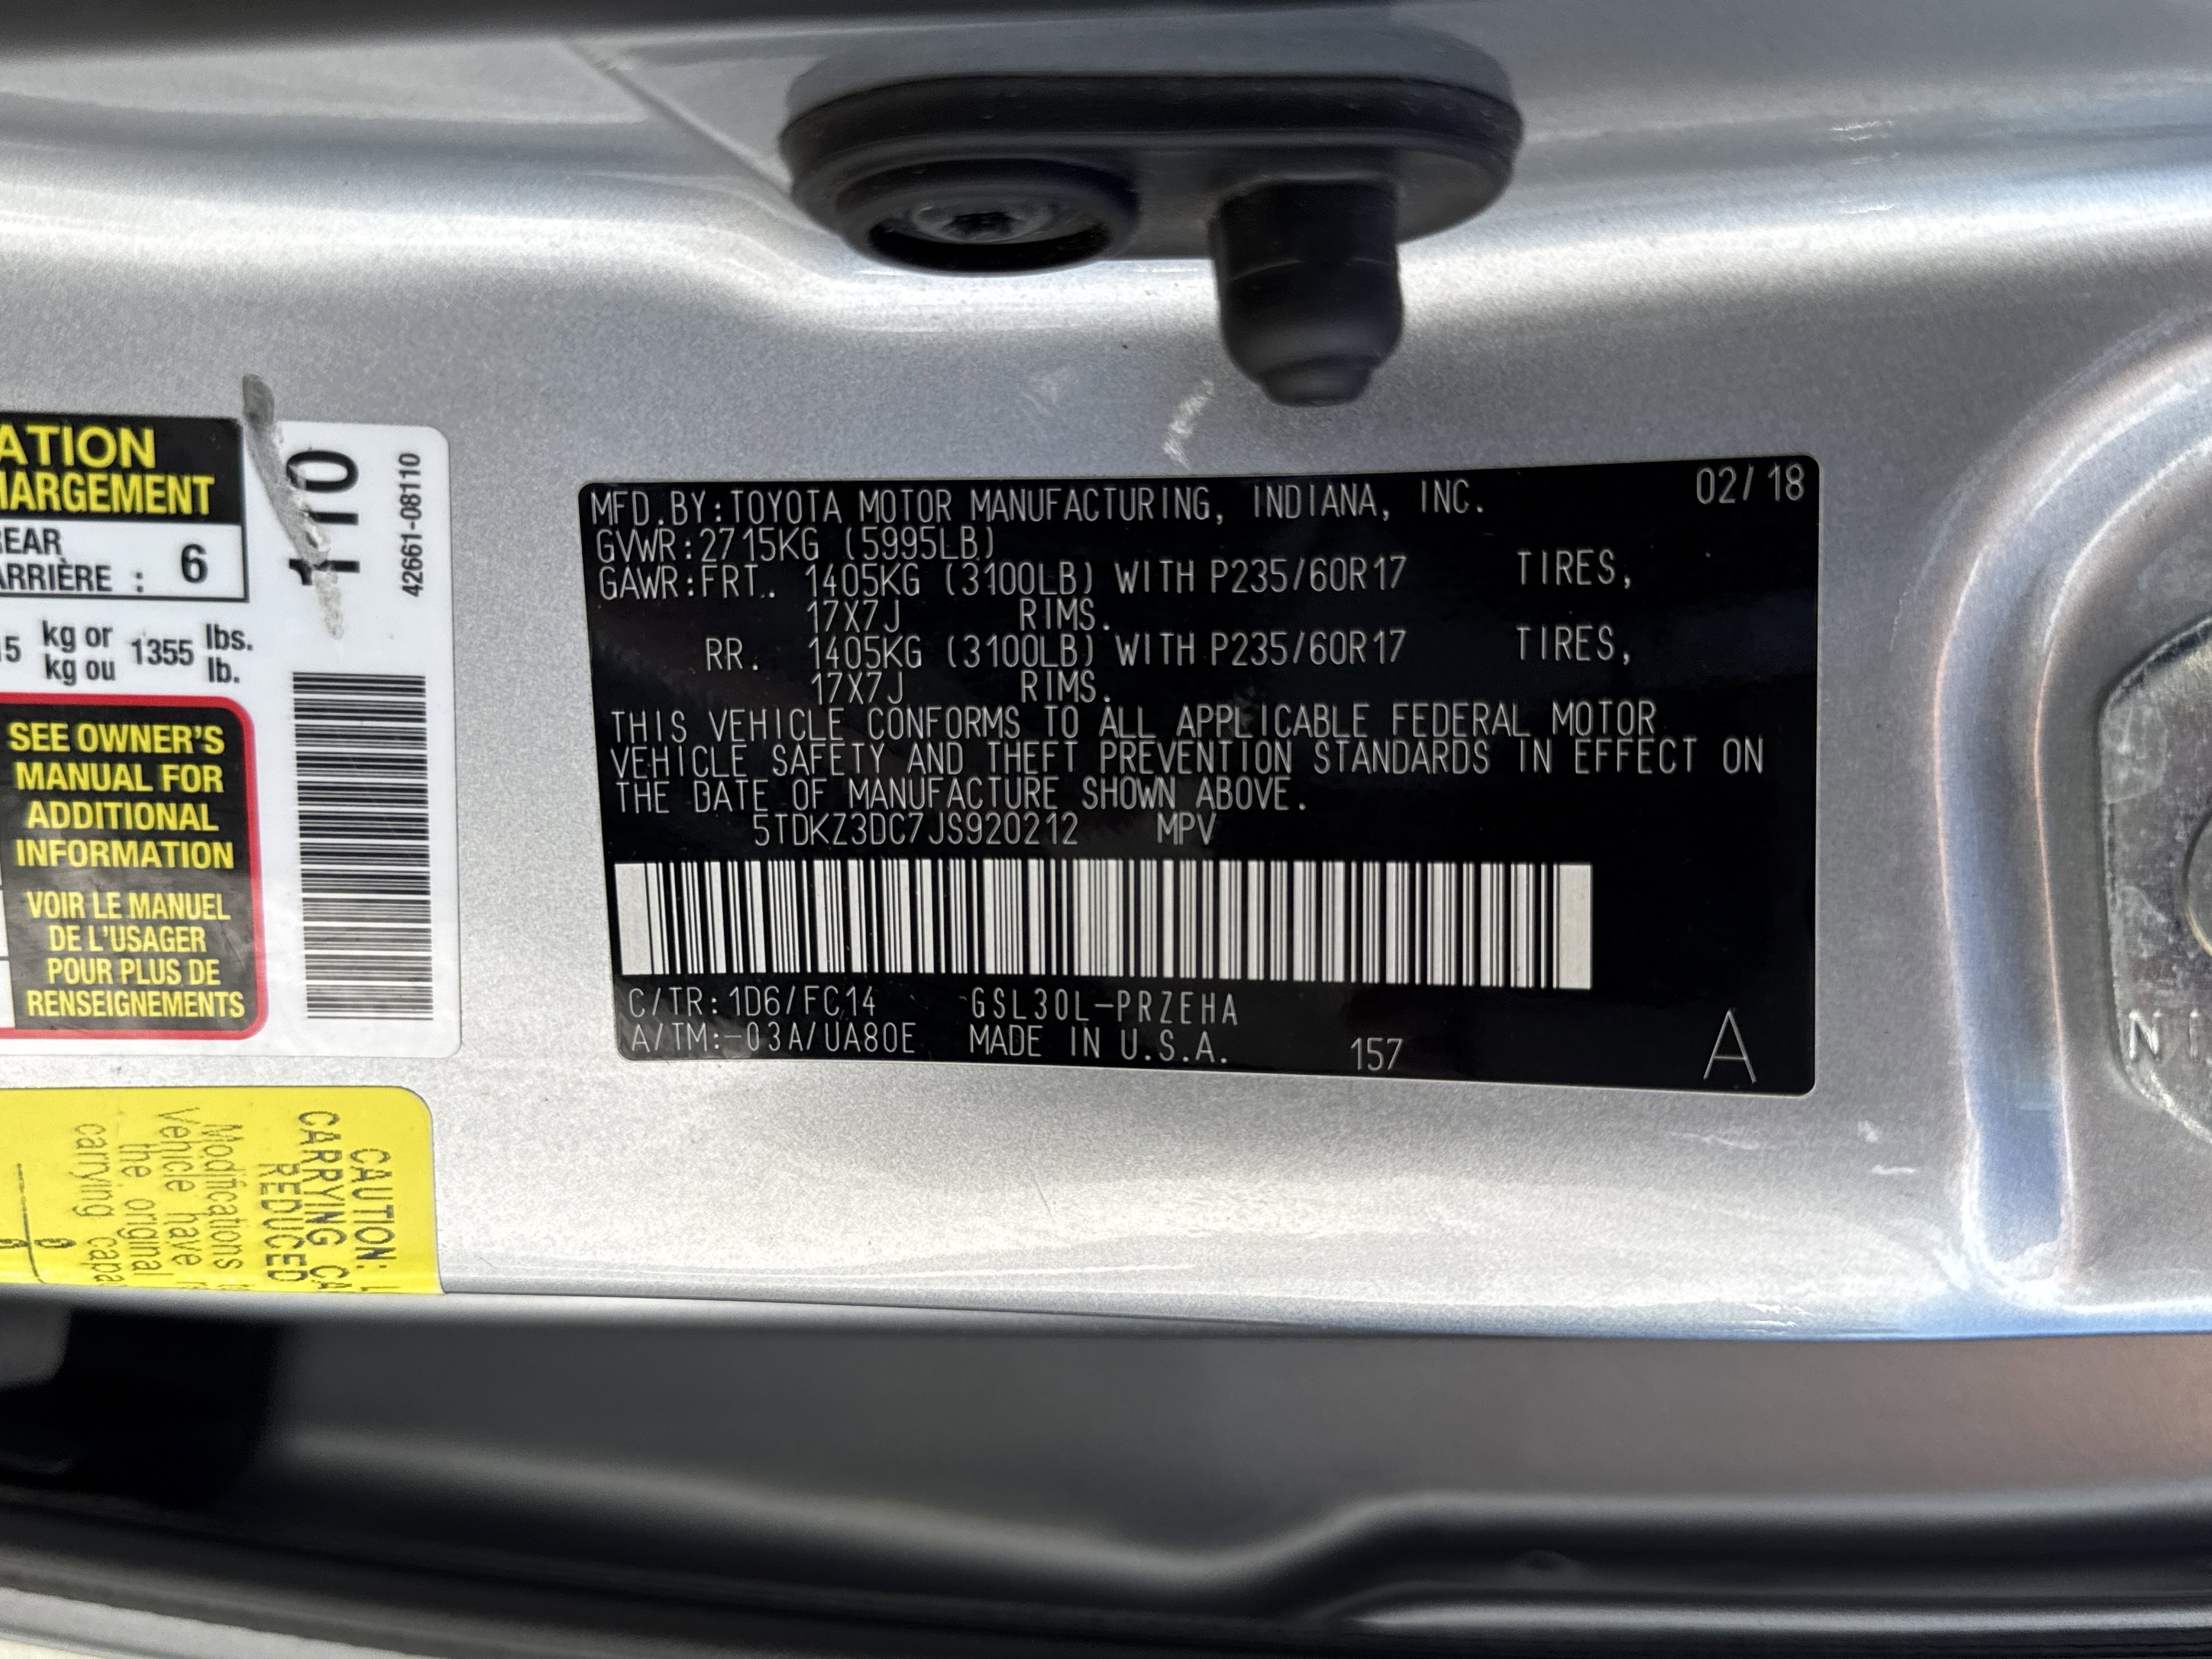 ATION
HARGEMENT
REAR
ARRIÈRE : 6
15 kg or 1355 lbs.
kg ou lb.
SEE OWNER'S
MANUAL FOR
ADDITIONAL
INFORMATION
VOIR LE MANUEL
DE L'USAGER
POUR PLUS DE
RENSEIGNEMENTS
110
42661-08110
MFD.BY:TOYOTA MOTOR MANUFACTURING, INDIANA, INC. 02/18
GVWR:2715KG (5995LB)
GAWR:FRT. 1405KG (3100LB) WITH P235/60R17 TIRES,
17X7J RIMS.
RR. 1405KG (3100LB) WITH P235/60R17 TIRES,
17X7J RIMS.
THIS VEHICLE CONFORMS TO ALL APPLICABLE FEDERAL MOTOR
VEHICLE SAFETY AND THEFT PREVENTION STANDARDS IN EFFECT ON
THE DATE OF MANUFACTURE SHOWN ABOVE.
5TDKZ3DC7JS920212 MPV
C/TR:1D6/FC14 GSL30L-PRZEHA
A/TM:-03A/UA80E MADE IN U.S.A. 157 A
CAUTION:
CARRYING CA
REDUCED
Modifications
Vehicle have
the original
carrying capa
NI